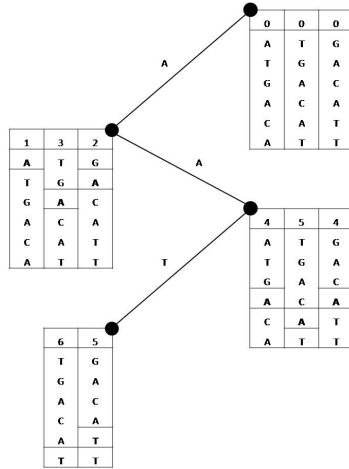 0 0 0
A T G
T G A
G A C
A C A
C A T
A T T
A
1 3 2
A T G
T G A
G A C
A C A
C A T
A T T
A
4 5 4
A T G
T G A
G A C
A C A
C A T
A T T
T
6 5
T G
G A
A C
C A
A T
T T